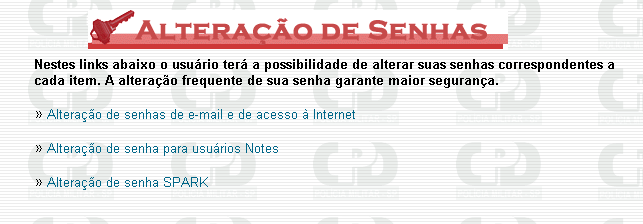 ALTERAÇÃO DE SENHAS
Nestes links abaixo o usuário terá a possibilidade de alterar suas senhas correspondentes a
cada item. A alteração frequente de sua senha garante maior segurança.
» Alteração de senhas de e-mail e de acesso à Internet
» Alteração de senha para usuários Notes
» Alteração de senha SPARK